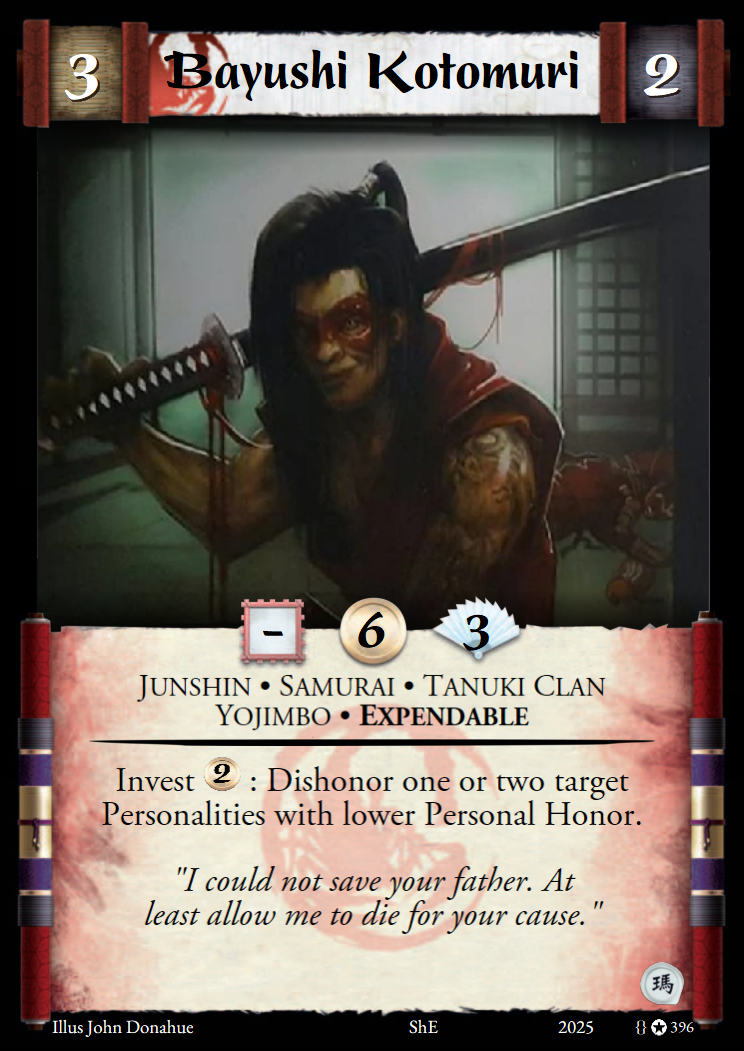 3 Bayushi Kotomuri 2
- 6 3
Junshin • Samurai • Tanuki Clan
Yojimbo • Expendable
Invest 2 : Dishonor one or two target
Personalities with lower Personal Honor.
"I could not save your father. At
least allow me to die for your cause."
瑪
Illus John Donahue ShE 2025 {} ✪ 396